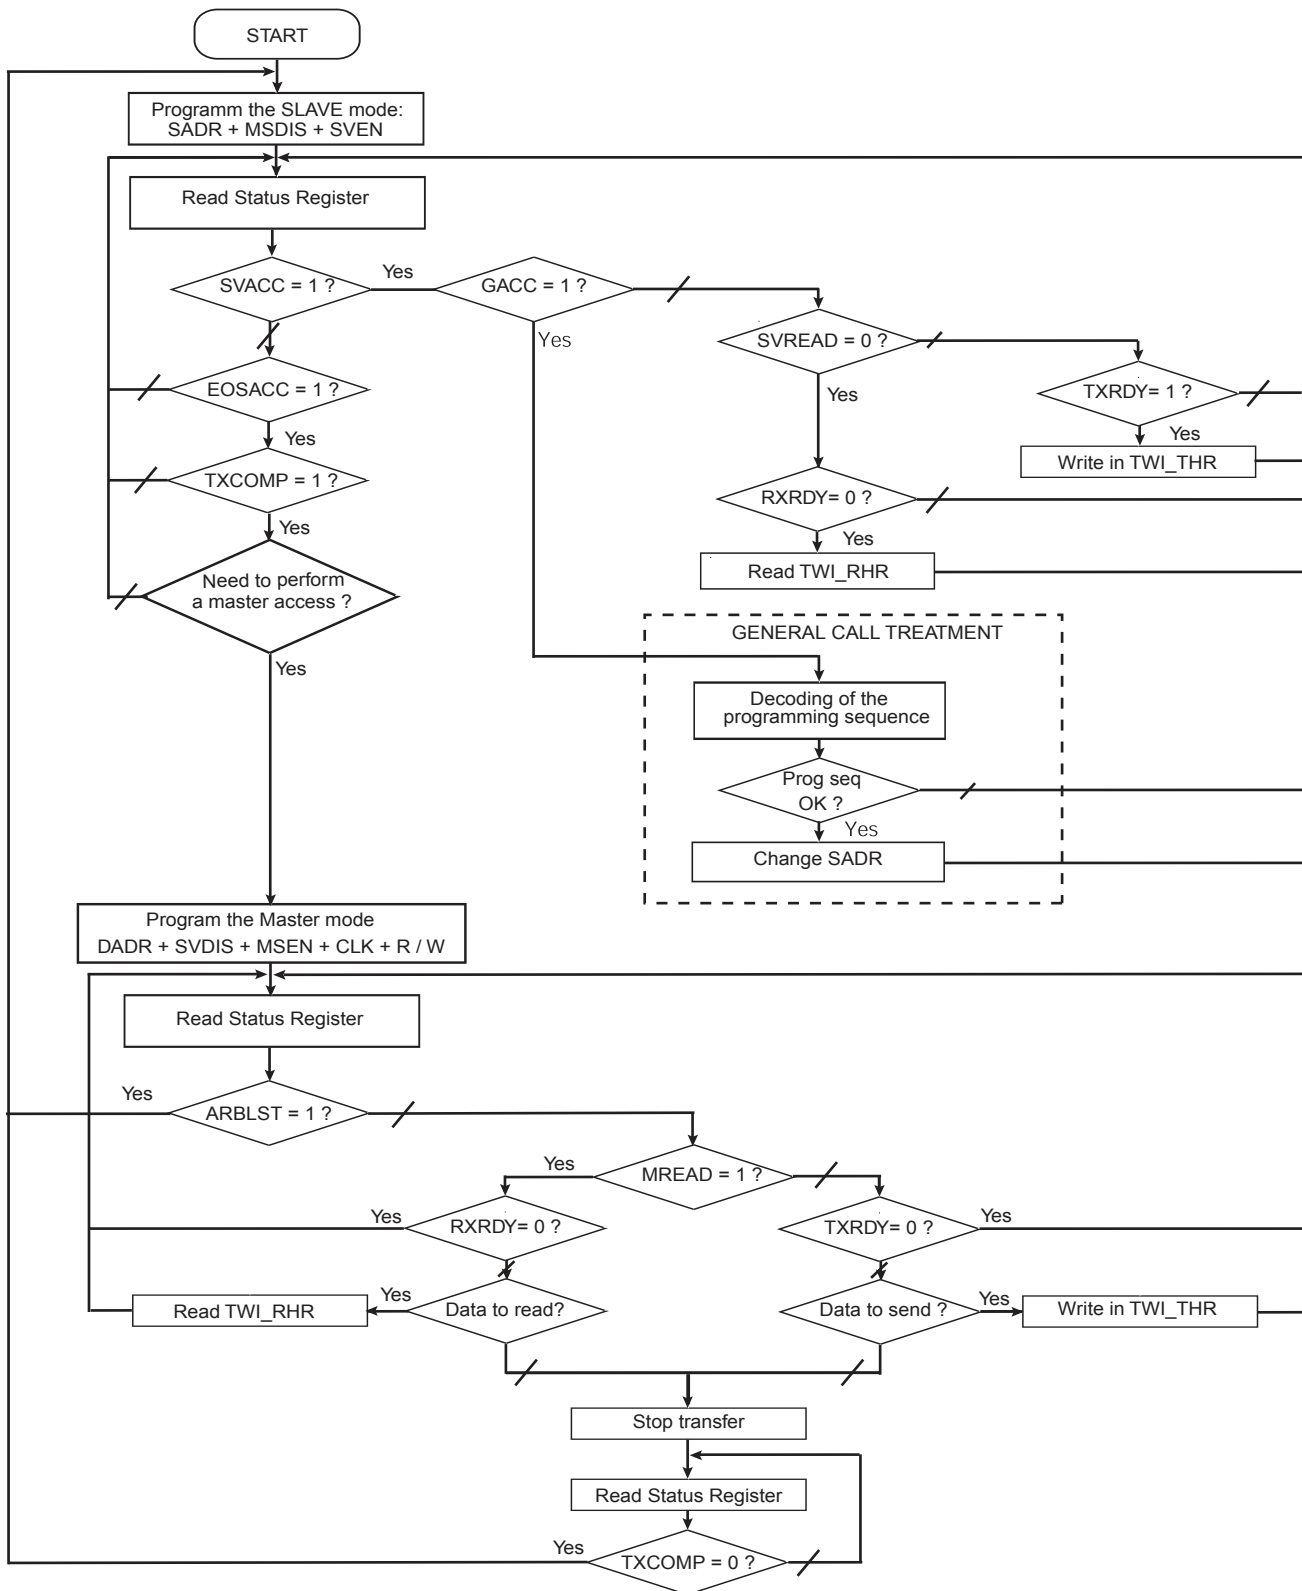 START
Programm the SLAVE mode:
SADR + MSDIS + SVEN
Read Status Register
SVACC = 1 ?
Yes
GACC = 1 ?
Yes
SVREAD = 0 ?
Yes
EOSACC = 1 ?
Yes
TXRDY= 1 ?
Yes
Write in TWI_THR
TXCOMP = 1 ?
Yes
RXRDY= 0 ?
Yes
Read TWI_RHR
Need to perform
a master access ?
Yes
GENERAL CALL TREATMENT
Decoding of the
programming sequence
Prog seq
OK ?
Yes
Change SADR
Program the Master mode
DADR + SVDIS + MSEN + CLK + R / W
Read Status Register
Yes
ARBLST = 1 ?
Yes
MREAD = 1 ?
Yes
RXRDY= 0 ?
TXRDY= 0 ?
Yes
Read TWI_RHR
Yes
Data to read?
Data to send ?
Yes
Write in TWI_THR
Stop transfer
Read Status Register
Yes
TXCOMP = 0 ?